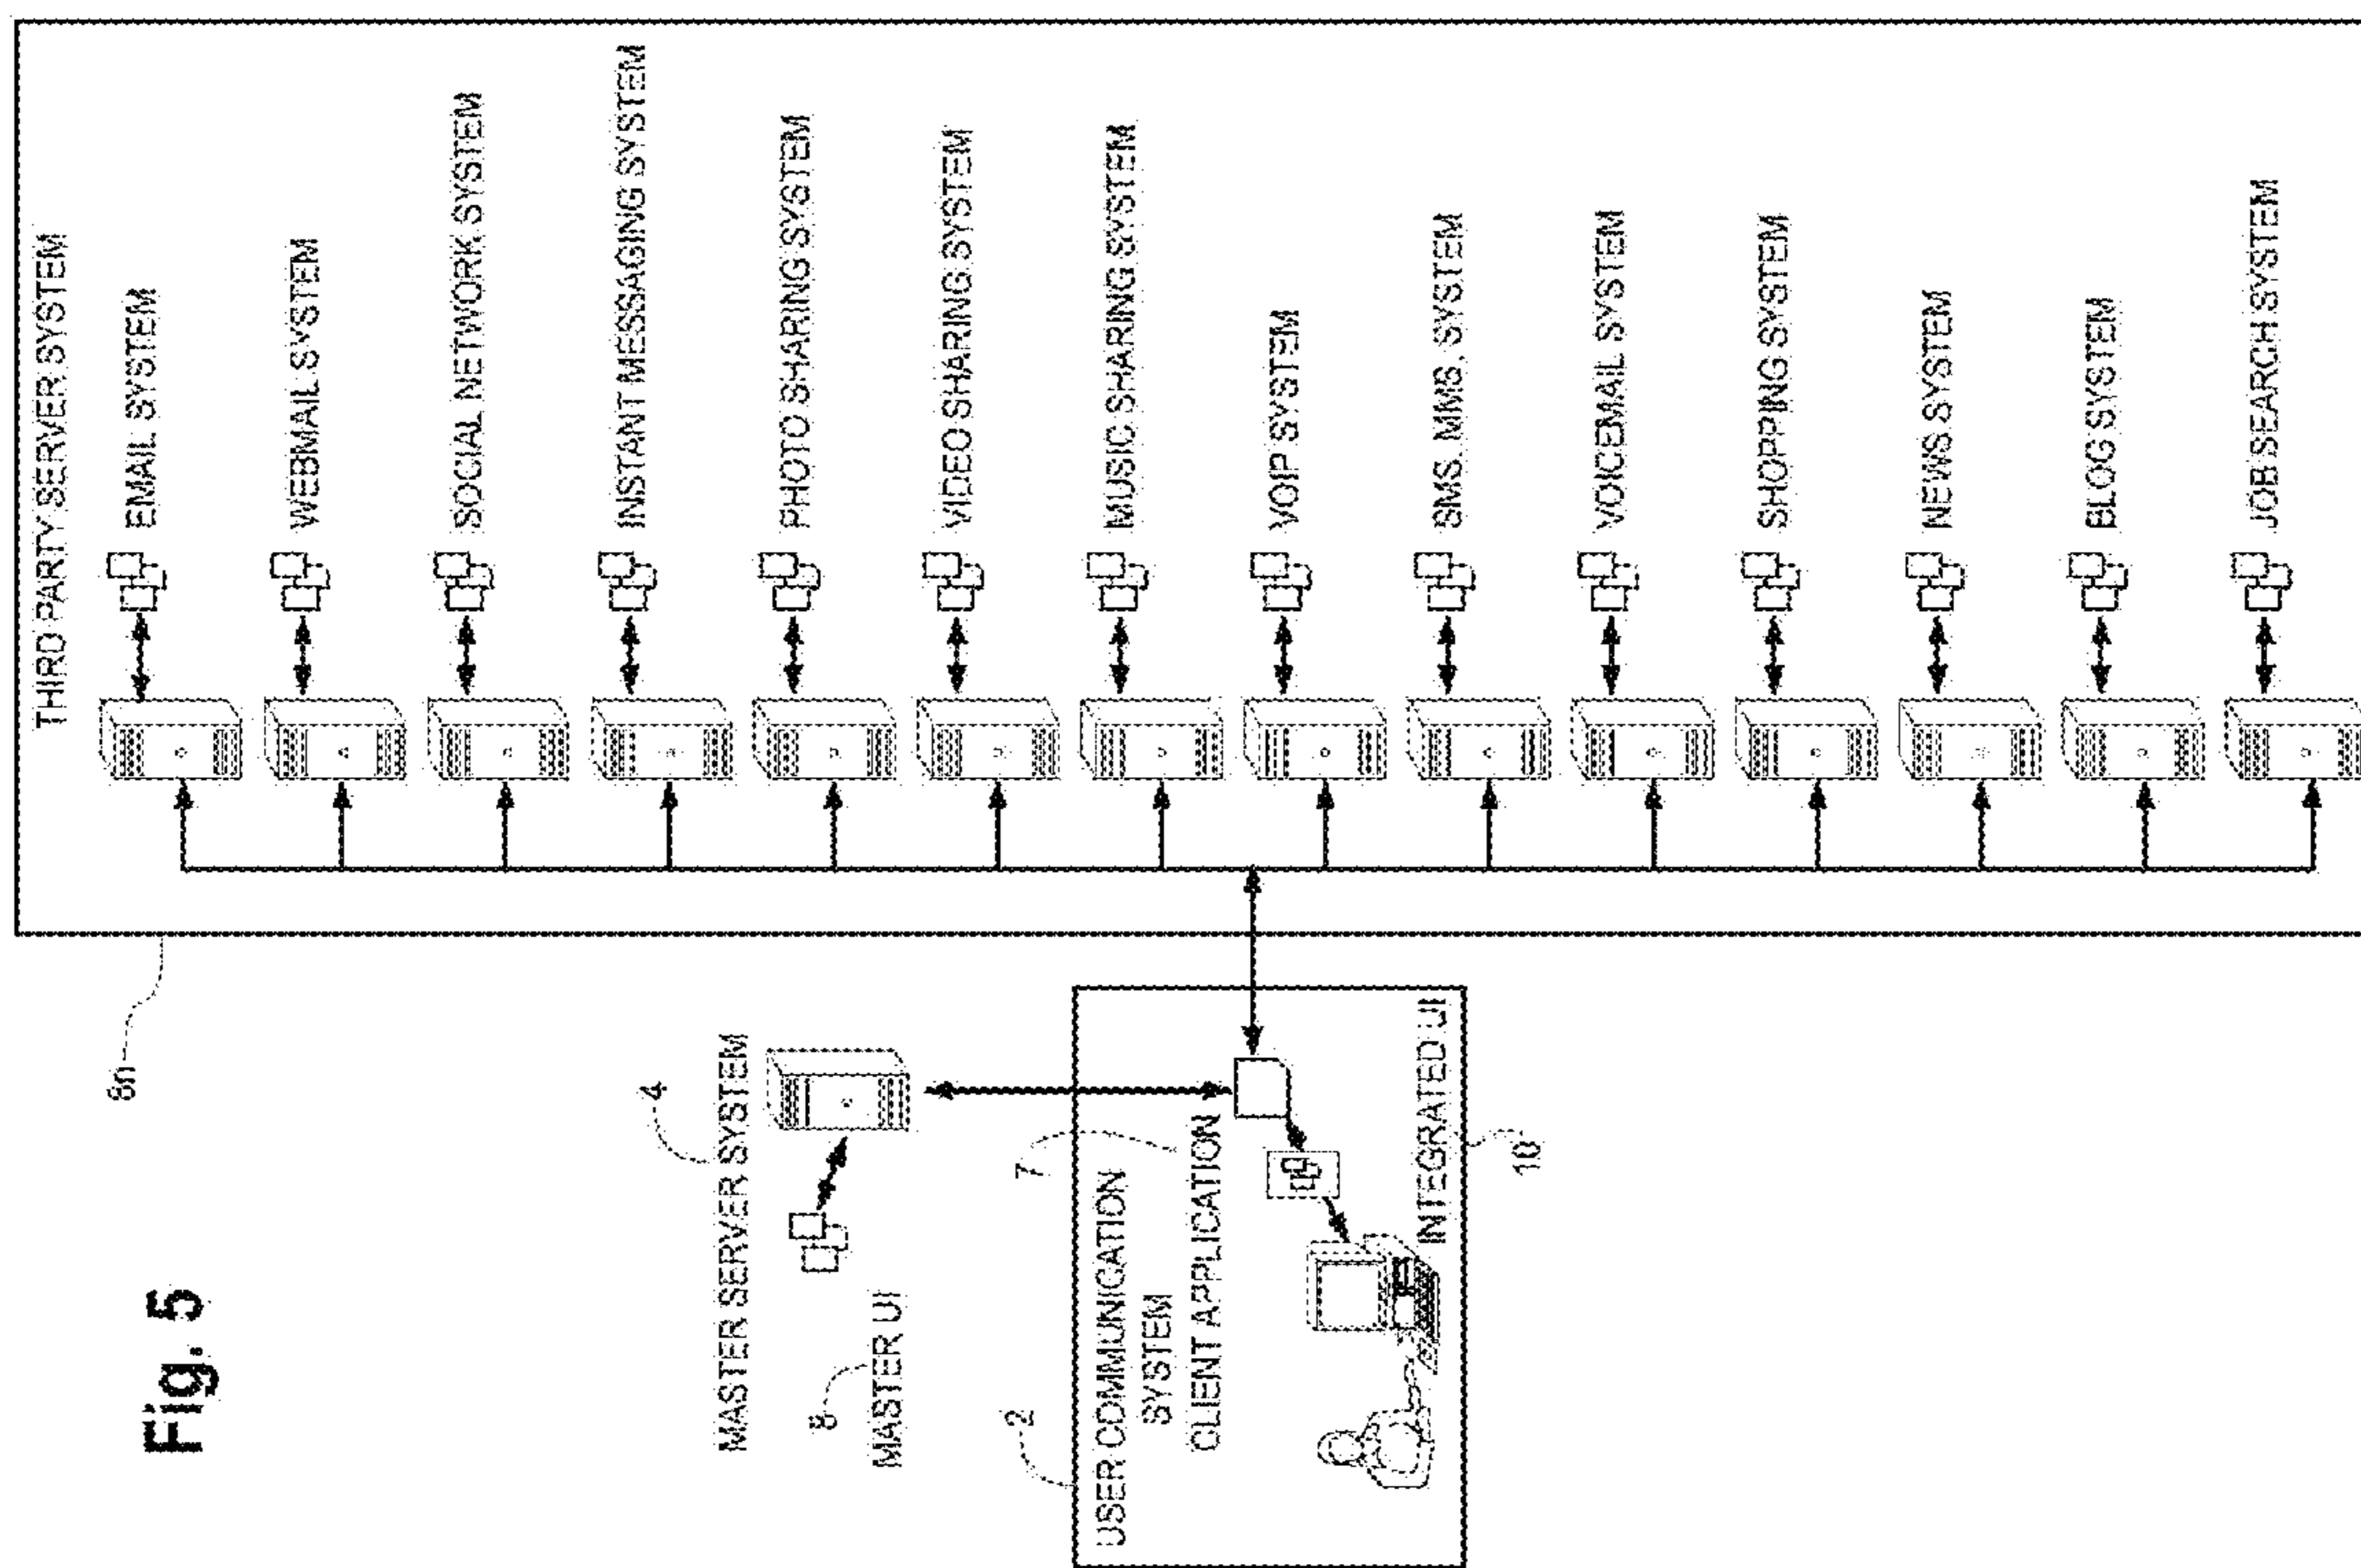 Fig. 5
THIRD PARTY SERVER SYSTEM
EMAIL SYSTEM
WEBMAIL SYSTEM
SOCIAL NETWORK SYSTEM
INSTANT MESSAGING SYSTEM
PHOTO SHARING SYSTEM
VIDEO SHARING SYSTEM
MUSIC SHARING SYSTEM
VOIP SYSTEM
SMS, MMS, SYSTEM
VOICEMAIL SYSTEM
SHOPPING SYSTEM
NEWS SYSTEM
BLOG SYSTEM
JOB SEARCH SYSTEM
4
MASTER SERVER SYSTEM
8
MASTER UI
2
USER COMMUNICATION
SYSTEM
7
CLIENT APPLICATION
INTEGRATED UI
10